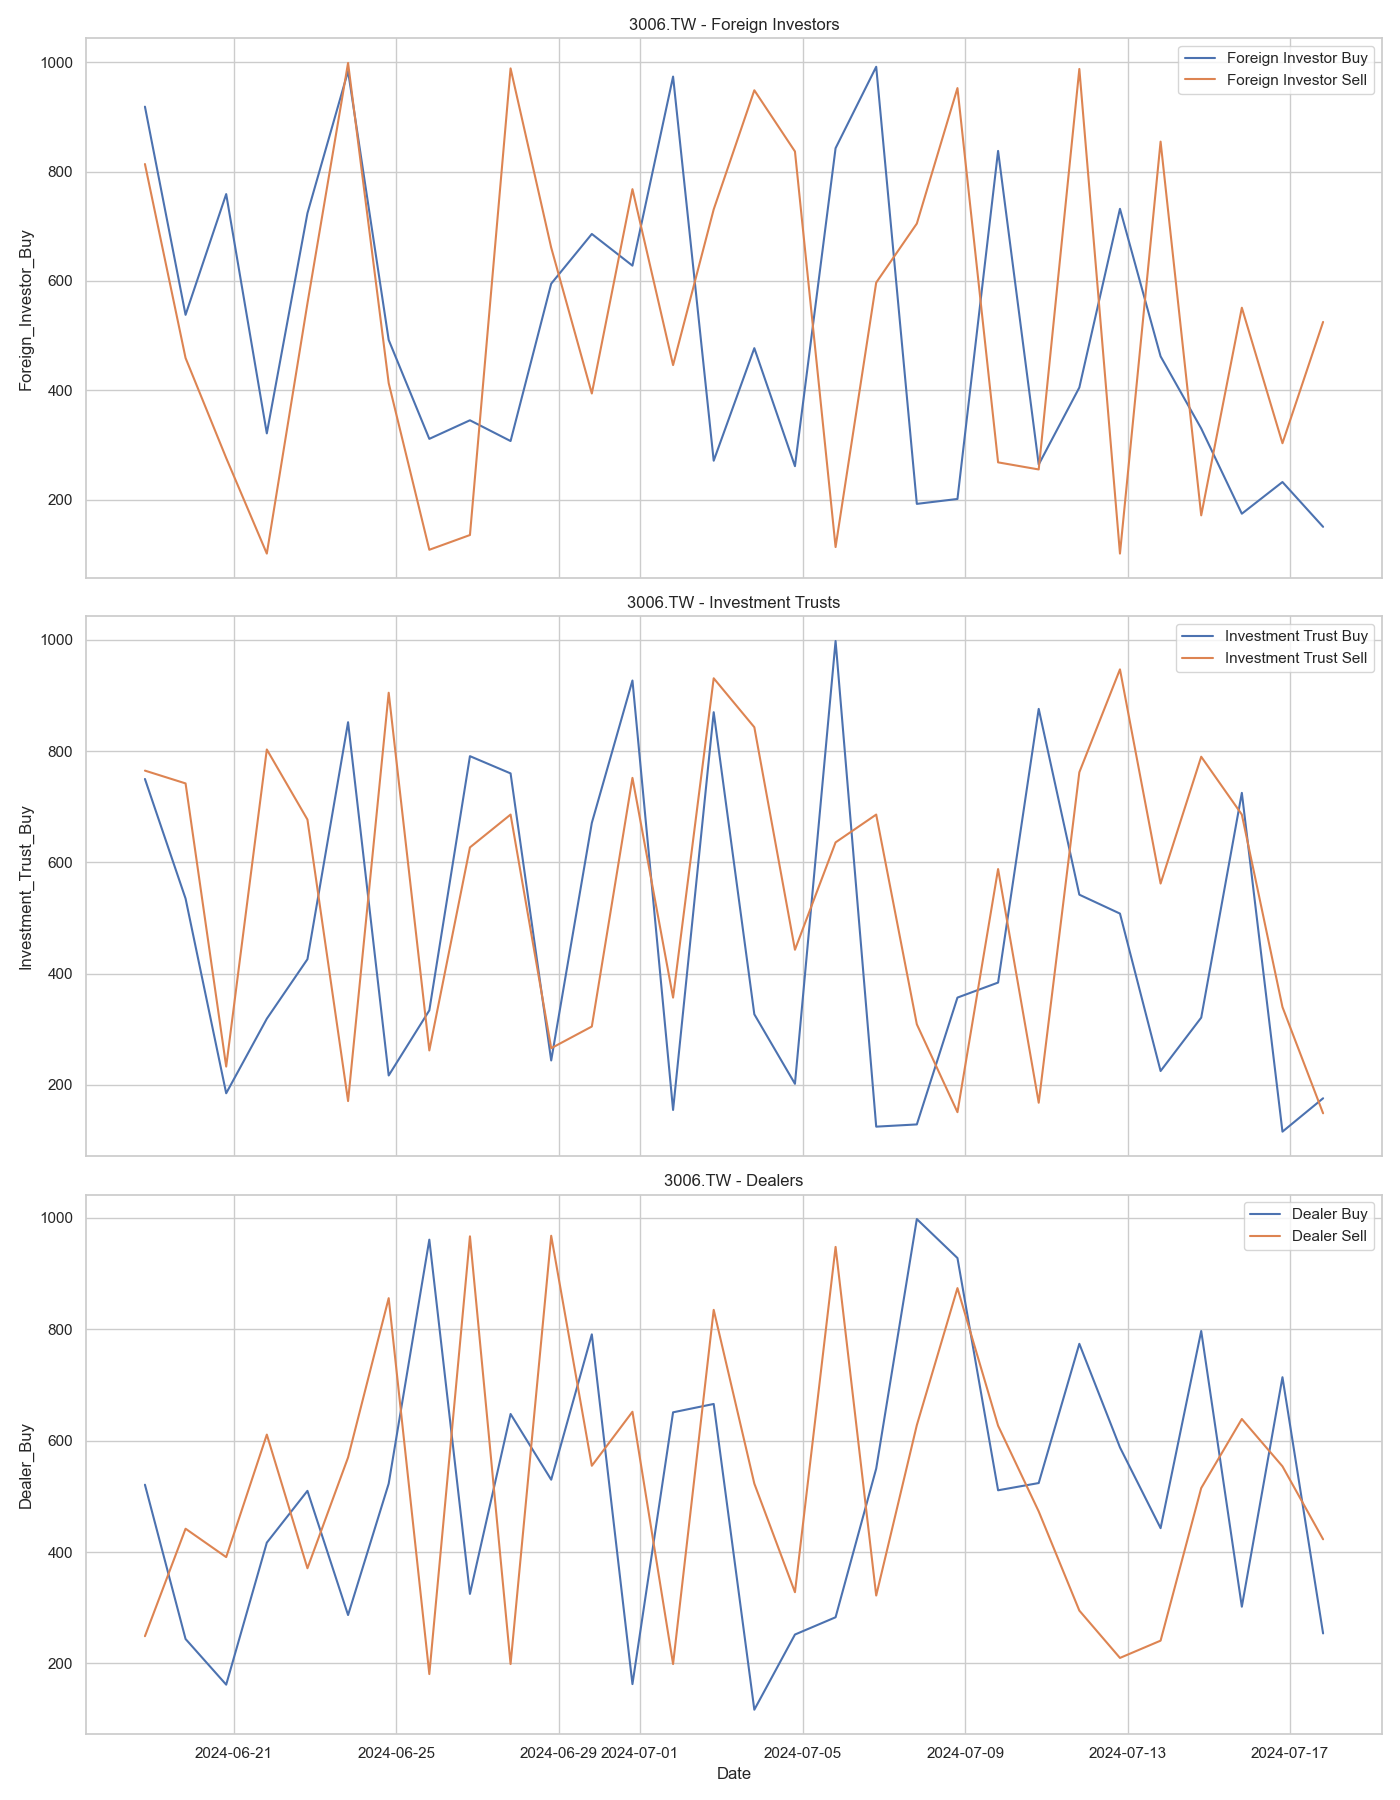 3006.TW - Foreign Investors
Foreign Investor Buy
Foreign Investor Sell
Foreign_Investor_Buy
1000
800
600
400
200
3006.TW - Investment Trusts
Investment Trust Buy
Investment Trust Sell
Investment_Trust_Buy
1000
800
600
400
200
3006.TW - Dealers
Dealer Buy
Dealer Sell
Dealer_Buy
1000
800
600
400
200
2024-06-21 2024-06-25 2024-06-29 2024-07-01 2024-07-05 2024-07-09 2024-07-13 2024-07-17
Date